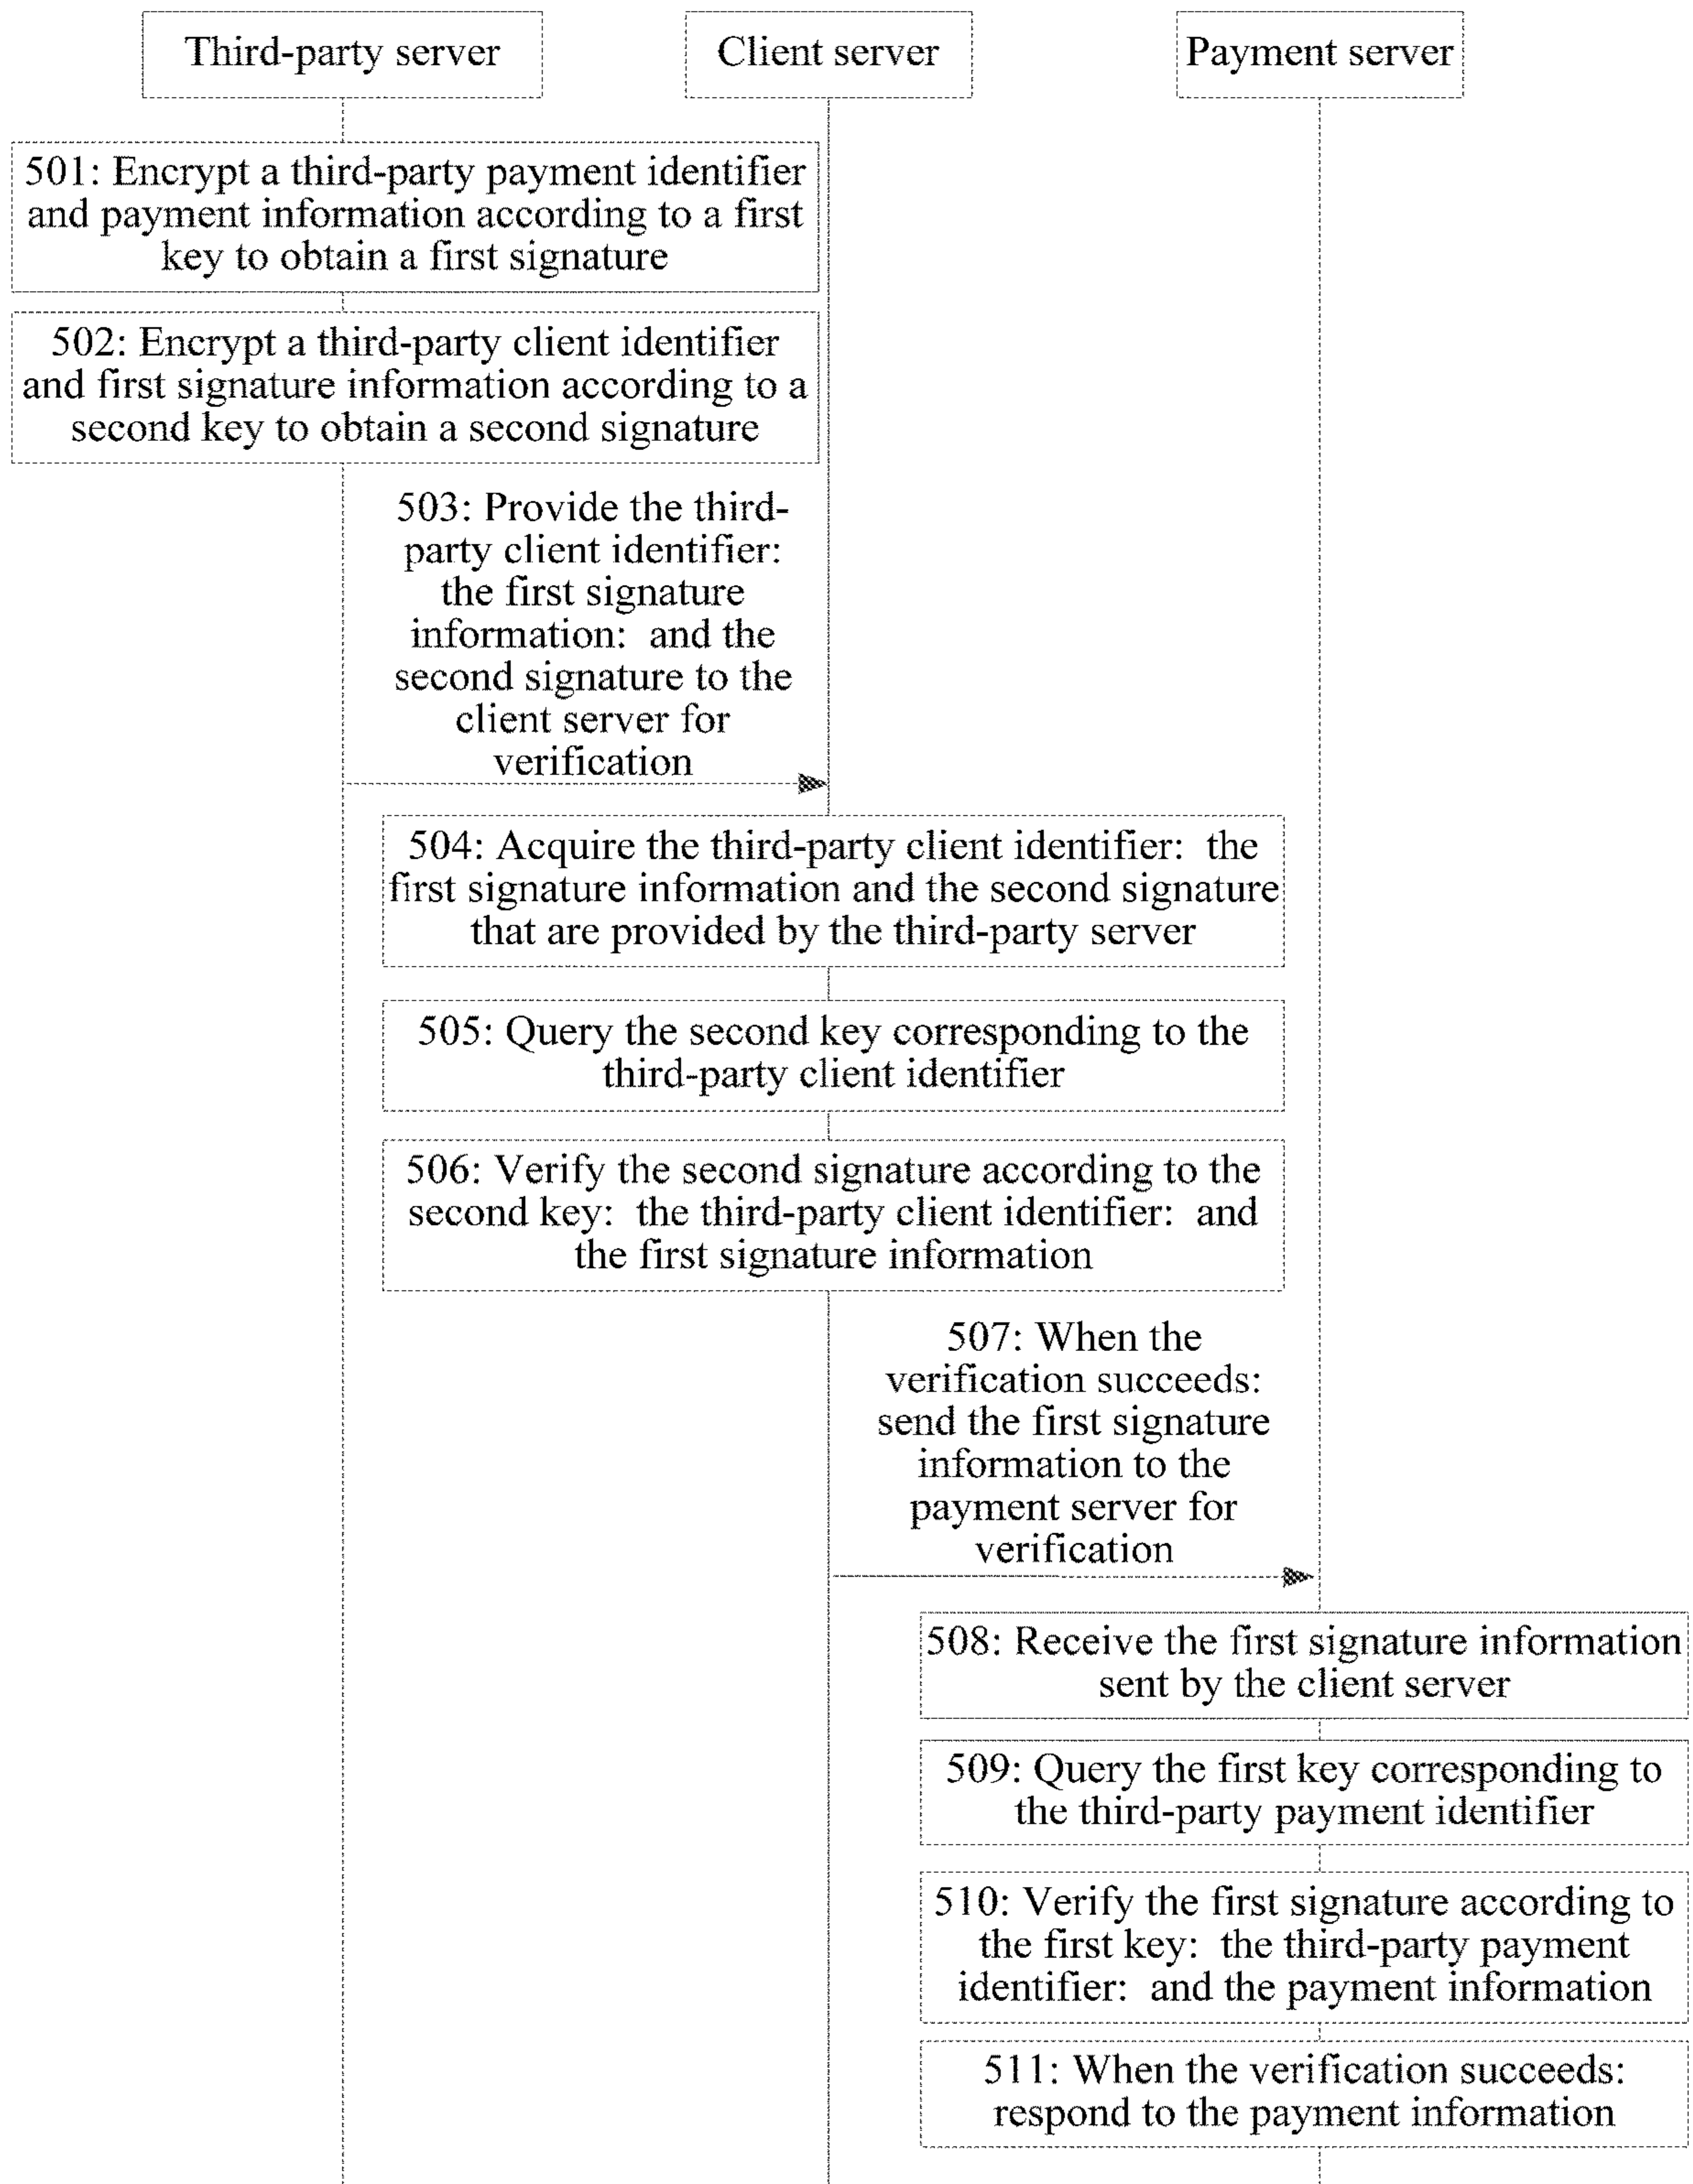 Third-party server
Client server
Payment server
501: Encrypt a third-party payment identifier
and payment information according to a first
key to obtain a first signature
502: Encrypt a third-party client identifier
and first signature information according to a
second key to obtain a second signature
503: Provide the third-
party client identifier:
the first signature
information:  and the
second signature to the
client server for
verification
504: Acquire the third-party client identifier:  the
first signature information and the second signature
that are provided by the third-party server
505: Query the second key corresponding to the
third-party client identifier
506: Verify the second signature according to the
second key:  the third-party client identifier:  and
the first signature information
507: When the
verification succeeds:
send the first signature
information to the
payment server for
verification
508: Receive the first signature information
sent by the client server
509: Query the first key corresponding to
the third-party payment identifier
510: Verify the first signature according to
the first key:  the third-party payment
identifier:  and the payment information
511: When the verification succeeds:
respond to the payment information